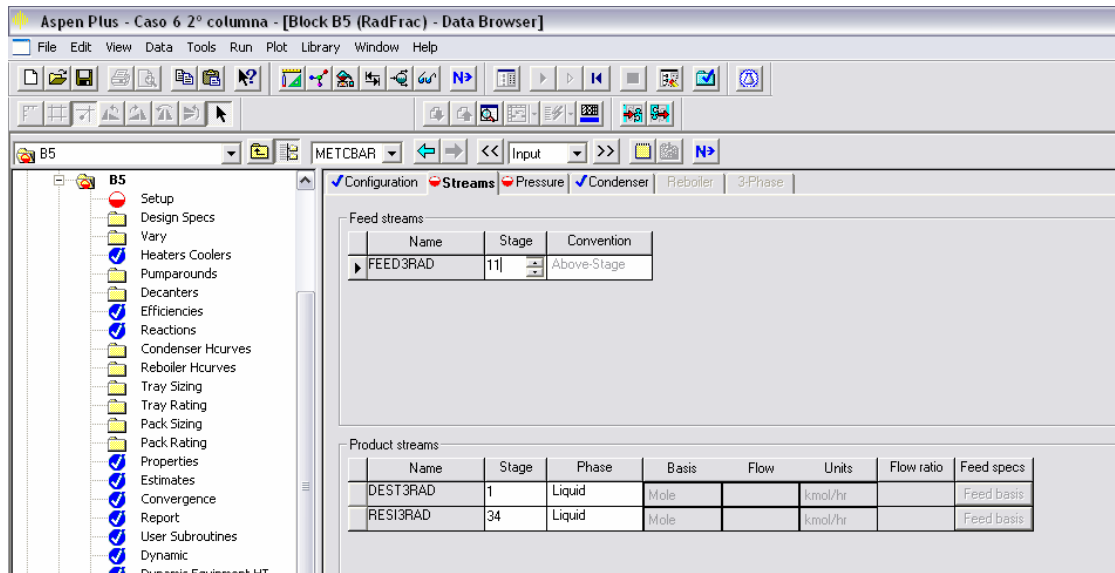 Aspen Plus - Caso 6 2º columna - [Block B5 (RadFrac) - Data Browser]
File Edit View Data Tools Run Plot Library Window Help
N>
B5 METCBAR << Input >> N>
B5
Setup
Design Specs
Vary
Heaters Coolers
Pumparounds
Decanters
Efficiencies
Reactions
Condenser Hcurves
Reboiler Hcurves
Tray Sizing
Tray Rating
Pack Sizing
Pack Rating
Properties
Estimates
Convergence
Report
User Subroutines
Dynamic
Dynamic Equipment HT
Configuration Streams Pressure Condenser Reboiler 3-Phase
Feed streams
Name Stage Convention
FEED3RAD 11 Above-Stage
Product streams
Name Stage Phase Basis Flow Units Flow ratio Feed specs
DEST3RAD 1 Liquid Mole kmol/hr Feed basis
RESI3RAD 34 Liquid Mole kmol/hr Feed basis